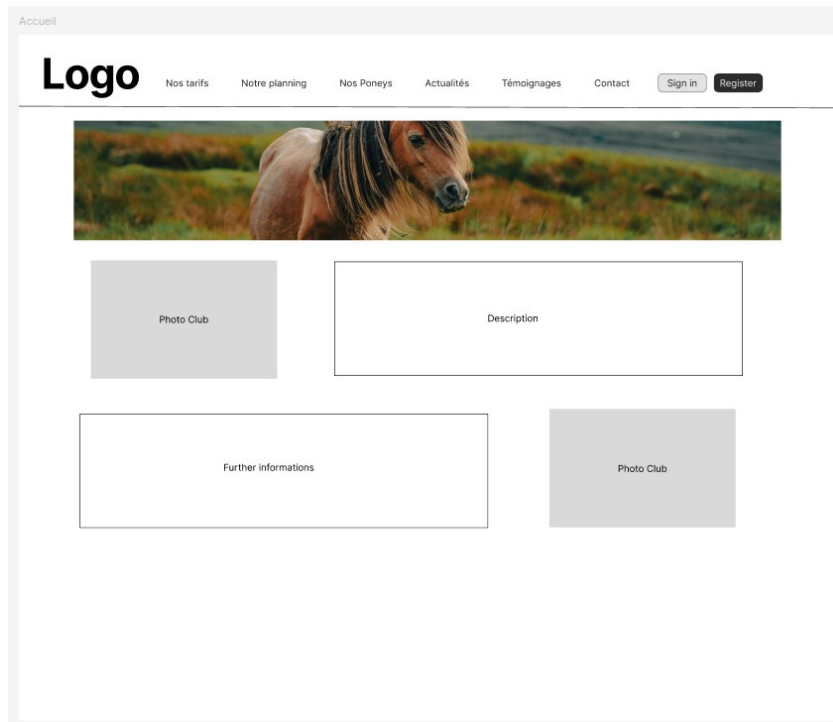 Accueil
Logo Nos tarifs Notre planning Nos Poneys Actualités Témoignages Contact Sign in Register
Photo Club Description
Further informations Photo Club